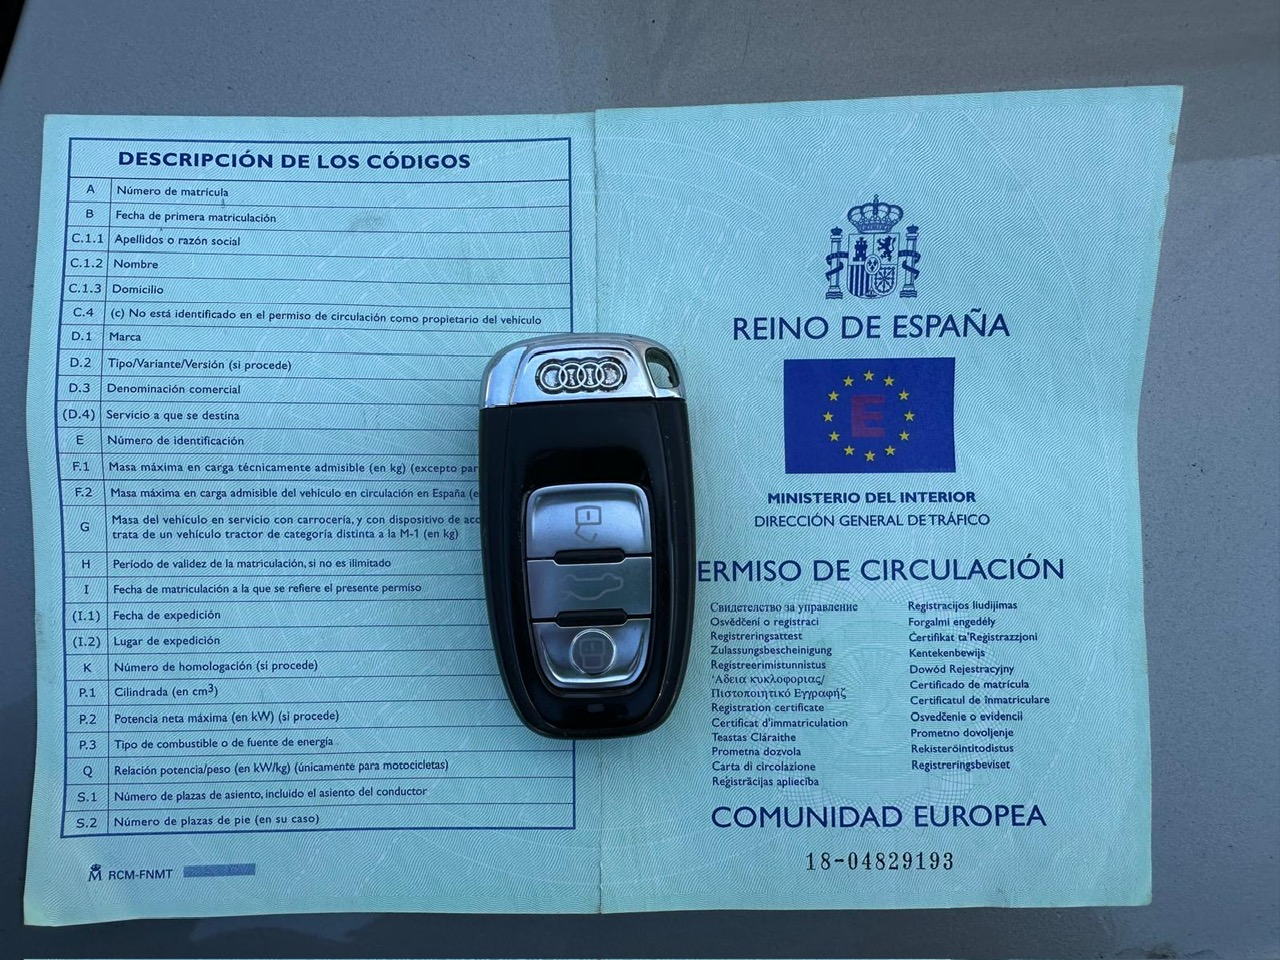 DESCRIPCIÓN DE LOS CÓDIGOS
A Número de matrícula
B Fecha de primera matriculación
C.1.1 Apellidos o razón social
C.1.2 Nombre
C.1.3 Domicilio
C.4 (c) No está identificado en el permiso de circulación como propietario del vehículo
D.1 Marca
D.2 Tipo/Variante/Versión (si procede)
D.3 Denominación comercial
(D.4) Servicio a que se destina
E Número de identificación
F.1 Masa máxima en carga técnicamente admisible (en kg) (excepto
F.2 Masa máxima en carga admisible del vehículo en circulación en España
G Masa del vehículo en servicio con carrocería, y con dispositivo de
trata de un vehículo tractor de categoría distinta a la M-1 (en kg)
H Período de validez de la matriculación, si no es ilimitado
I Fecha de matriculación a la que se refiere el presente permiso
(I.1) Fecha de expedición
(I.2) Lugar de expedición
K Número de homologación (si procede)
P.1 Cilindrada (en cm³)
P.2 Potencia neta máxima (en kW) (si procede)
P.3 Tipo de combustible o de fuente de energía
Q Relación potencia/peso (en kW/kg) (únicamente para motocicletas)
S.1 Número de plazas de asiento, incluido el asiento del conductor
S.2 Número de plazas de pie (en su caso)
RCM-FNMT
REINO DE ESPAÑA
E
MINISTERIO DEL INTERIOR
DIRECCIÓN GENERAL DE TRÁFICO
ERMISO DE CIRCULACIÓN
Свидетелство за управление
Osvědčení o registraci
Registreringsattest
Zulassungsbescheinigung
Registreerimistunnistus
'Αδεια κυκλοφορίας/
Πιστοποιητικό Εγγραφής
Registration certificate
Certificat d'immatriculation
Teastas Cláraithe
Prometna dozvola
Carta di circolazione
Reģistrācijas apliecība
Registracijos liudijimas
Forgalmi engedély
Ċertifikat ta'Reġistrazzjoni
Kentekenbewijs
Dowód Rejestracyjny
Certificado de matrícula
Certificatul de înmatriculare
Osvedčenie o evidencii
Prometno dovoljenje
Rekisteröintitodistus
Registreringsbeviset
COMUNIDAD EUROPEA
18-04829193